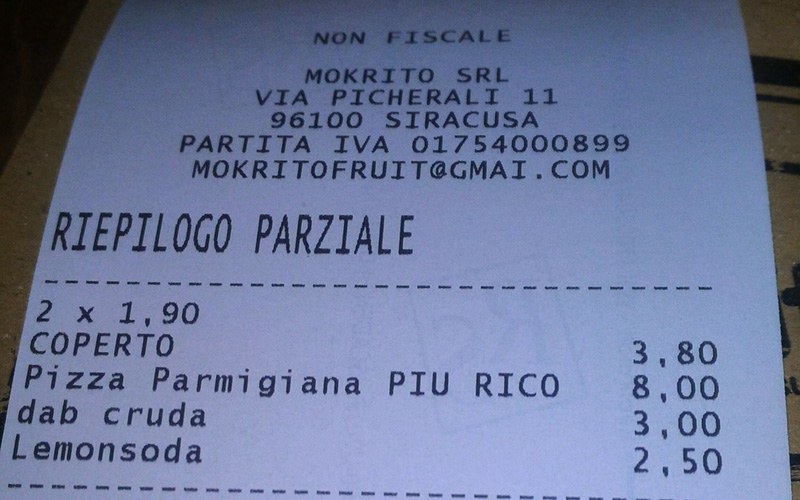 NON FISCALE
MOKRITO SRL
VIA PICHERALI 11
96100 SIRACUSA
PARTITA IVA 01754000899
MOKRITOFRUIT@GMAI.COM
RIEPILOGO PARZIALE
2 x 1,90
COPERTO 3,80
Pizza Parmigiana PIU RICO 8,00
dab cruda 3,00
Lemonsoda 2,50